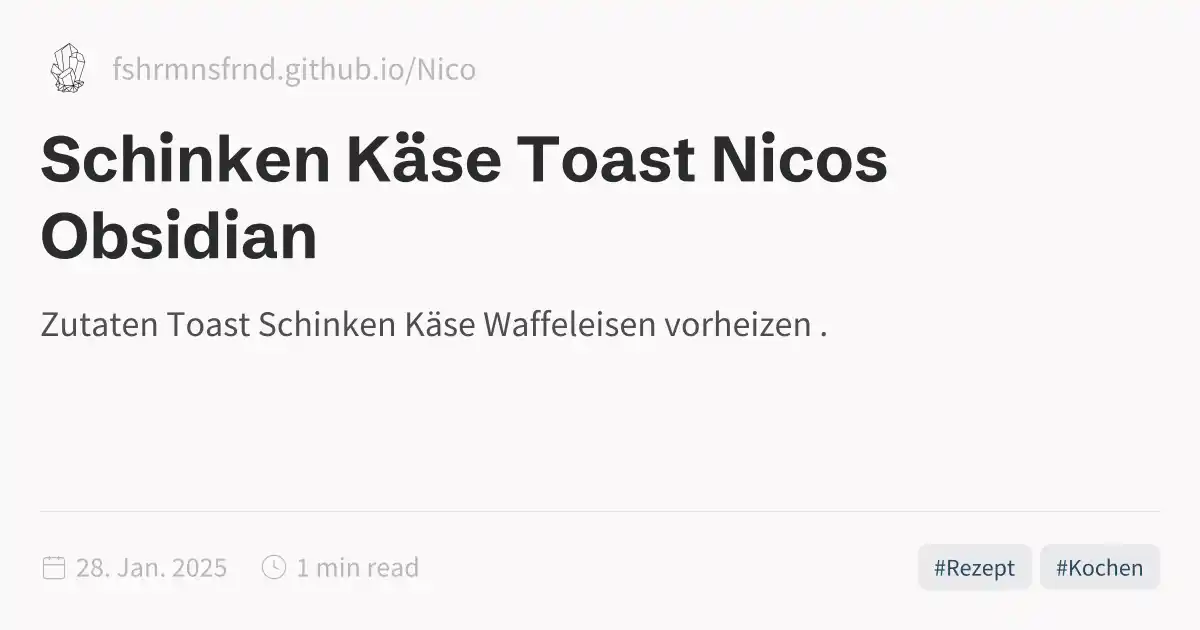 fshrmnsfrnd.github.io/Nico
Schinken Käse Toast Nicos
Obsidian
Zutaten Toast Schinken Käse Waffeleisen vorheizen .
28. Jan. 2025 1 min read #Rezept #Kochen